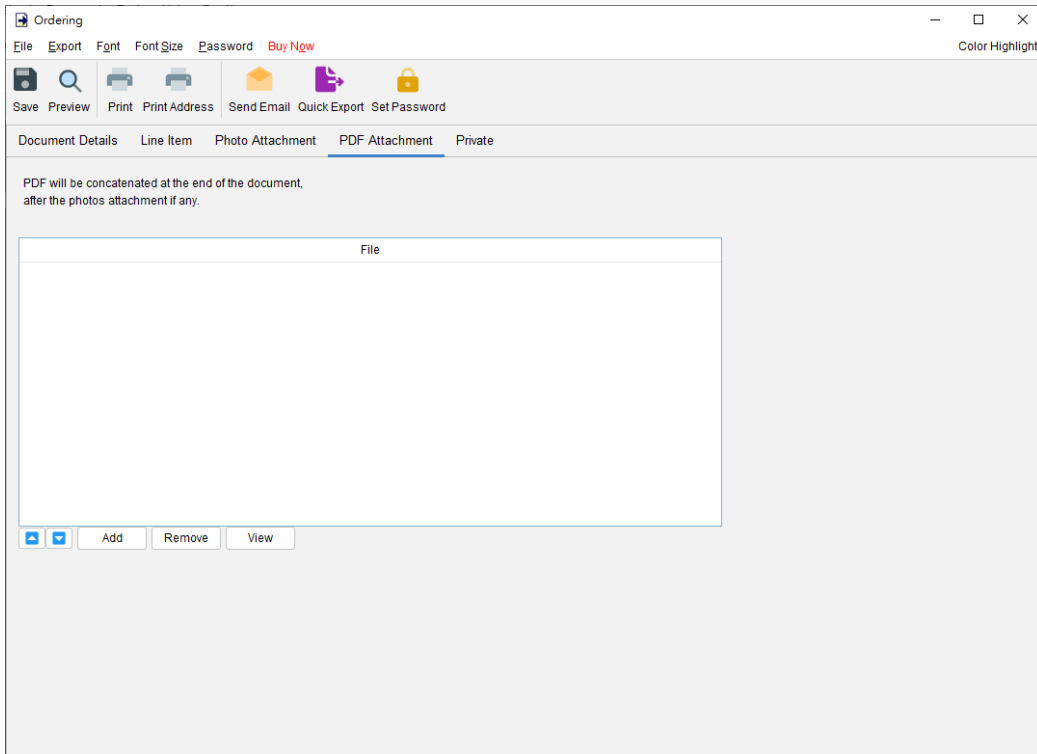 Ordering
File Export Font Font Size Password Buy Now Color Highlight
Save Preview Print Print Address Send Email Quick Export Set Password
Document Details Line Item Photo Attachment PDF Attachment Private
PDF will be concatenated at the end of the document,
after the photos attachment if any.
File
Add Remove View